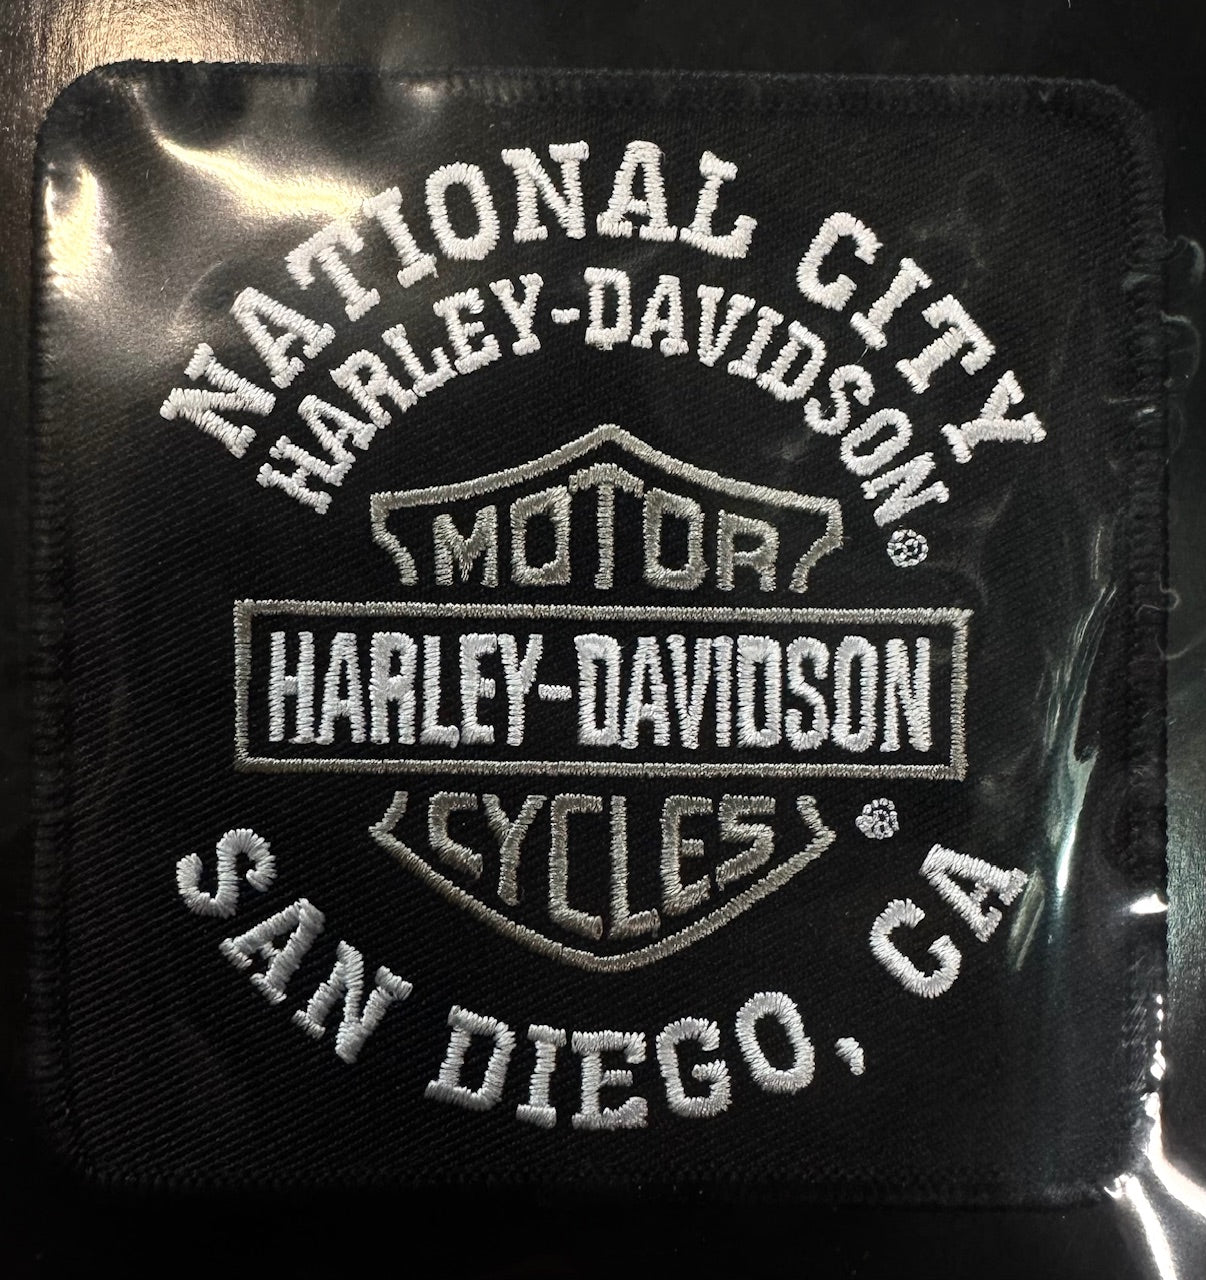 NATIONAL CITY
HARLEY-DAVIDSON®
MOTOR
HARLEY-DAVIDSON
CYCLES®
SAN DIEGO, CA